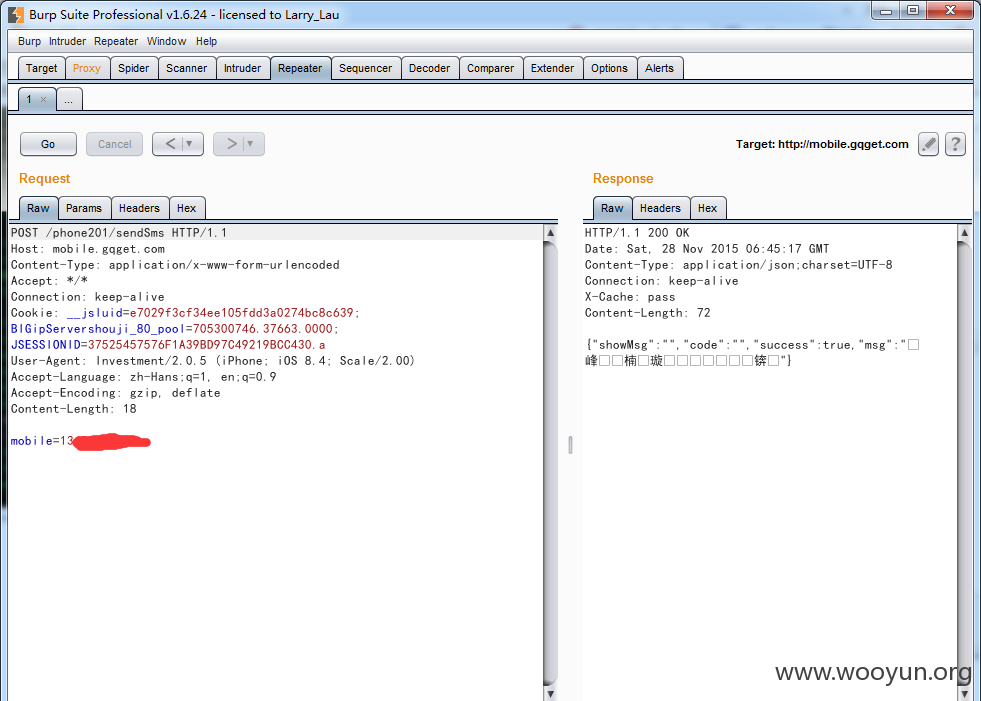 Burp Suite Professional v1.6.24 - licensed to Larry_Lau
Burp Intruder Repeater Window Help
Target Proxy Spider Scanner Intruder Repeater Sequencer Decoder Comparer Extender Options Alerts
1 × ...
Go Cancel < > Target: http://mobile.gqget.com ?
Request
Raw Params Headers Hex
POST /phone201/sendSms HTTP/1.1
Host: mobile.gqget.com
Content-Type: application/x-www-form-urlencoded
Accept: */*
Connection: keep-alive
Cookie: __jsluid=e7029f3cf34ee105fdd3a0274bc8c639;
BIGipServershouji_80_pool=705300746.37663.0000;
JSESSIONID=37525457576F1A39BD97C49219BCC430.a
User-Agent: Investment/2.0.5 (iPhone; iOS 8.4; Scale/2.00)
Accept-Language: zh-Hans;q=1, en;q=0.9
Accept-Encoding: gzip, deflate
Content-Length: 18
mobile=13
Response
Raw Headers Hex
HTTP/1.1 200 OK
Date: Sat, 28 Nov 2015 06:45:17 GMT
Content-Type: application/json;charset=UTF-8
Connection: keep-alive
X-Cache: pass
Content-Length: 72
{"showMsg":"","code":"","success":true,"msg":"□
峰□□楠□璇□□□□□□□锛□"}
www.wooyun.org